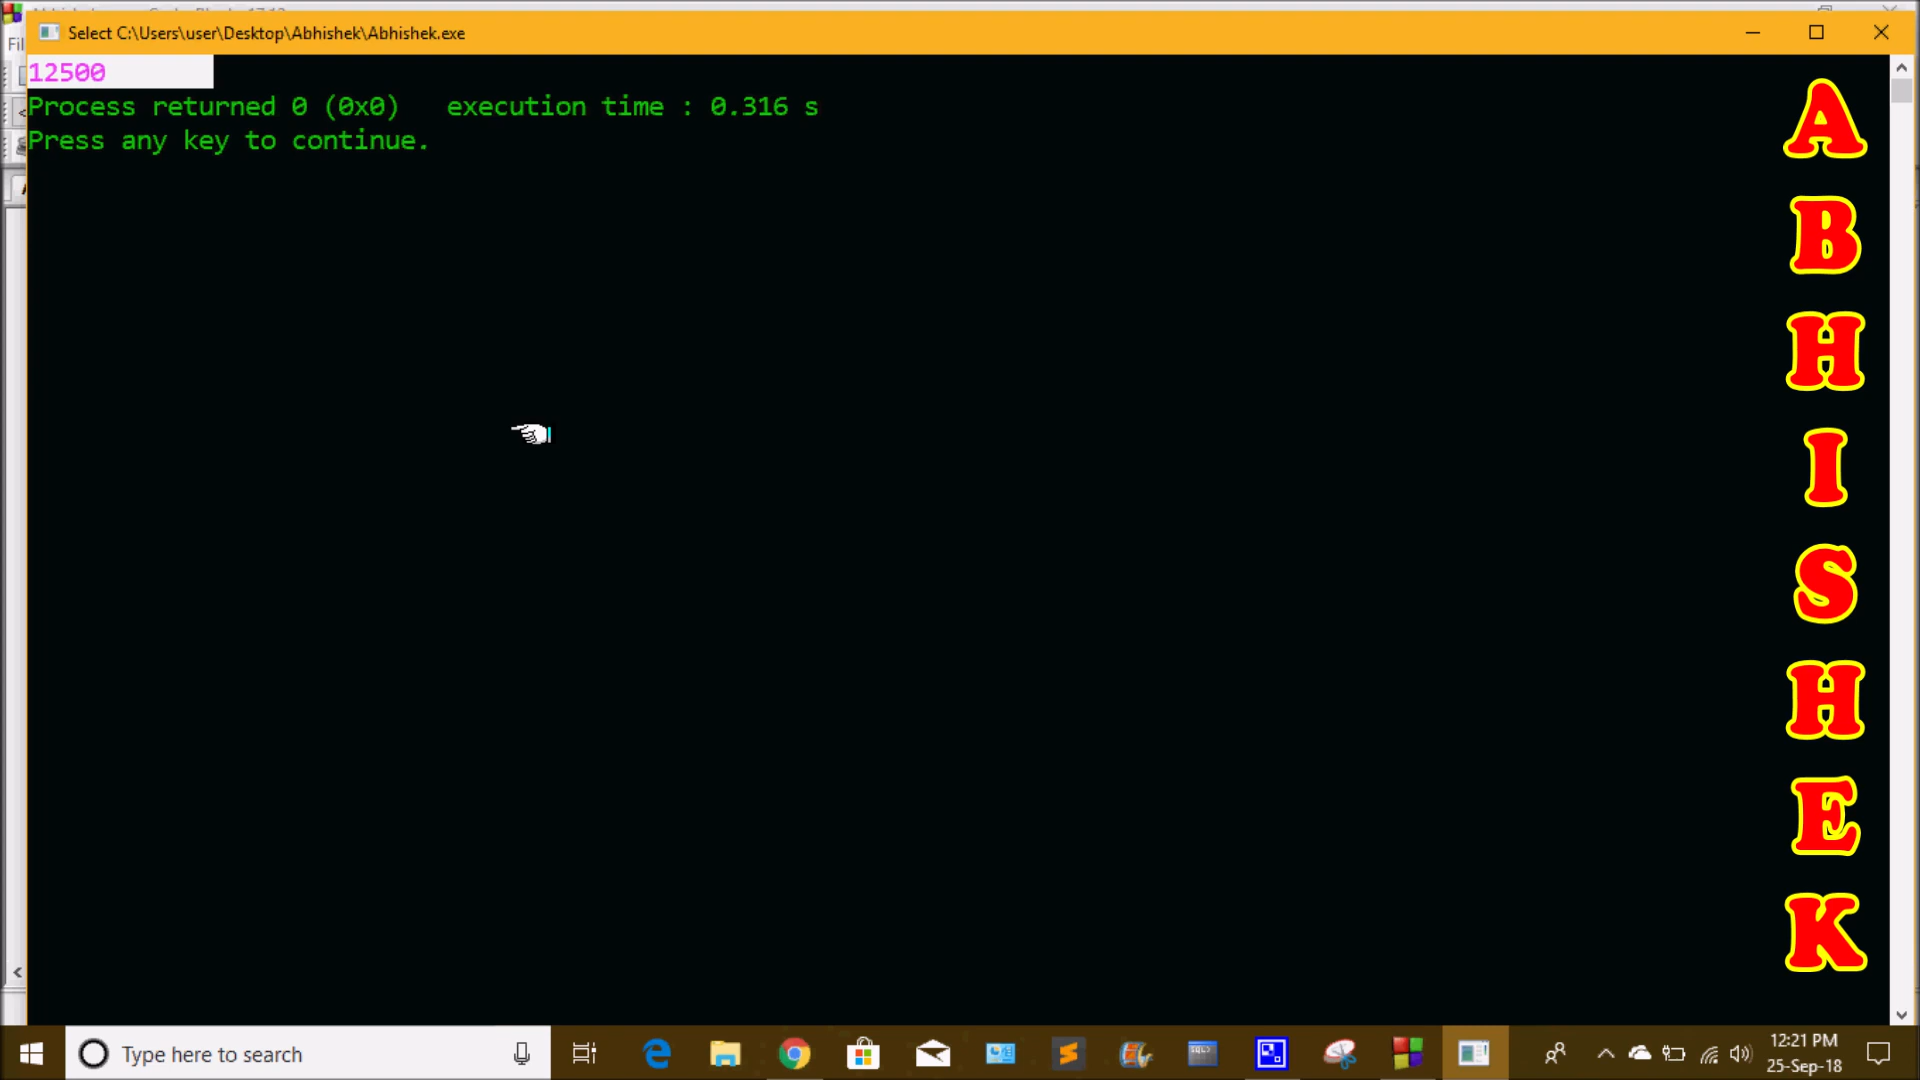 Select C:\Users\user\Desktop\Abhishek\Abhishek.exe
12500
Process returned 0 (0x0)   execution time : 0.316 s
Press any key to continue.
A
B
H
I
S
H
E
K
Type here to search
12:21 PM
25-Sep-18